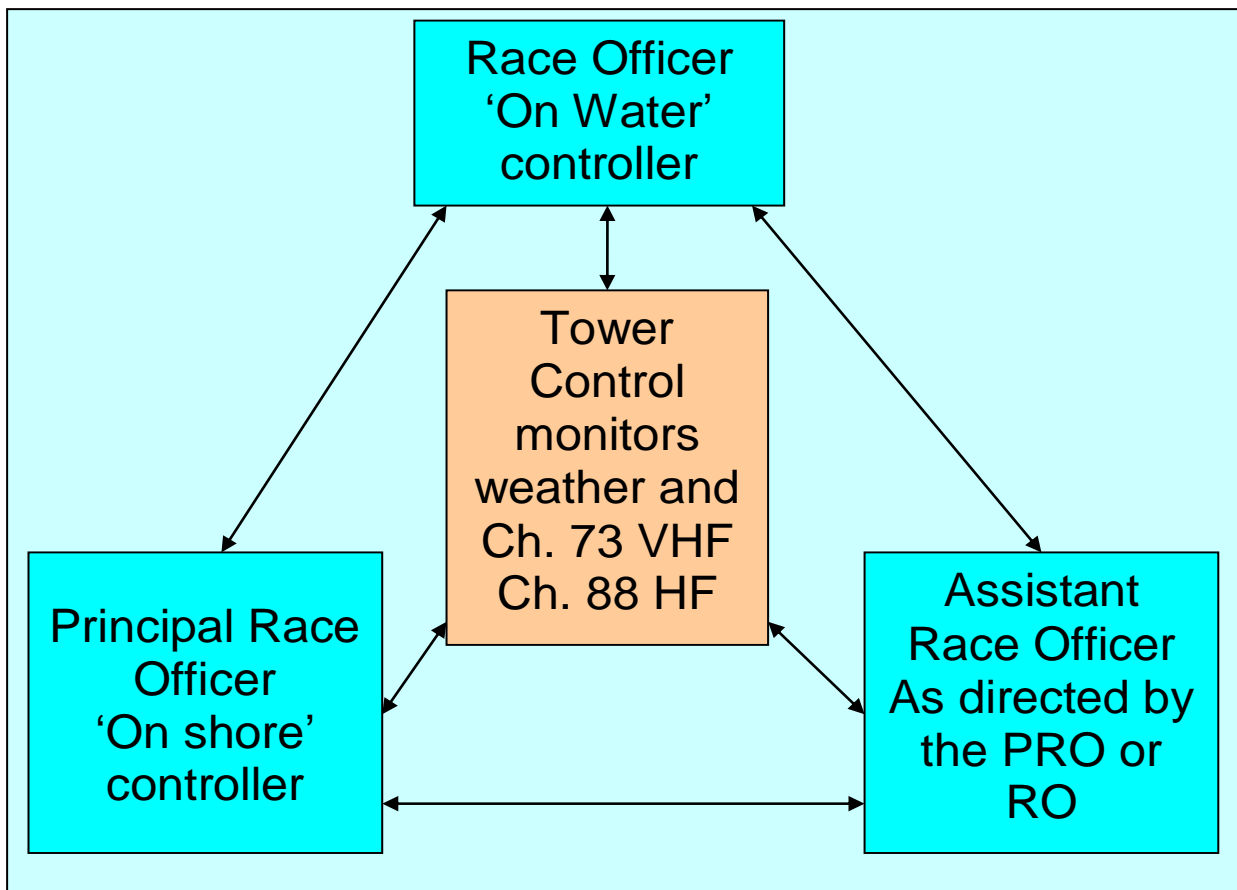 Race Officer
‘On Water’
controller
Tower
Control
monitors
weather and
Ch. 73 VHF
Ch. 88 HF
Principal Race
Officer
‘On shore’
controller
Assistant
Race Officer
As directed by
the PRO or
RO